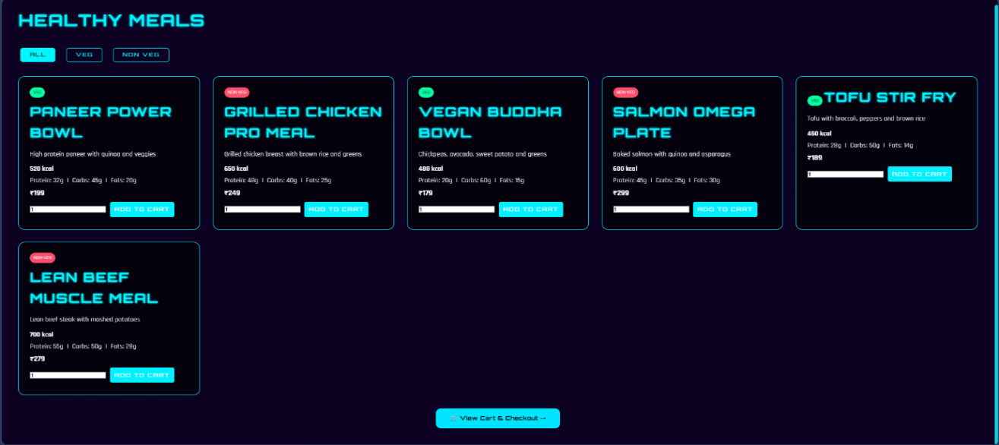 HEALTHY MEALS
ALL
VEG
NON VEG
VEG
PANEER POWER
BOWL
High protein paneer with quinoa and veggies
520 kcal
Protein: 32g | Carbs: 45g | Fats: 20g
₹199
1
ADD TO CART
NON-VEG
GRILLED CHICKEN
PRO MEAL
Grilled chicken breast with brown rice and greens
650 kcal
Protein: 48g | Carbs: 40g | Fats: 25g
₹249
1
ADD TO CART
VEG
VEGAN BUDDHA
BOWL
Chickpeas, avocado, sweet potato and greens
480 kcal
Protein: 20g | Carbs: 60g | Fats: 15g
₹179
1
ADD TO CART
NON-VEG
SALMON OMEGA
PLATE
Baked salmon with quinoa and asparagus
600 kcal
Protein: 45g | Carbs: 35g | Fats: 30g
₹299
1
ADD TO CART
VEG TOFU STIR FRY
Tofu with broccoli, peppers and brown rice
450 kcal
Protein: 28g | Carbs: 50g | Fats: 14g
₹189
1
ADD TO CART
NON-VEG
LEAN BEEF
MUSCLE MEAL
Lean beef steak with mashed potatoes
700 kcal
Protein: 55g | Carbs: 50g | Fats: 28g
₹279
1
ADD TO CART
View Cart & Checkout →